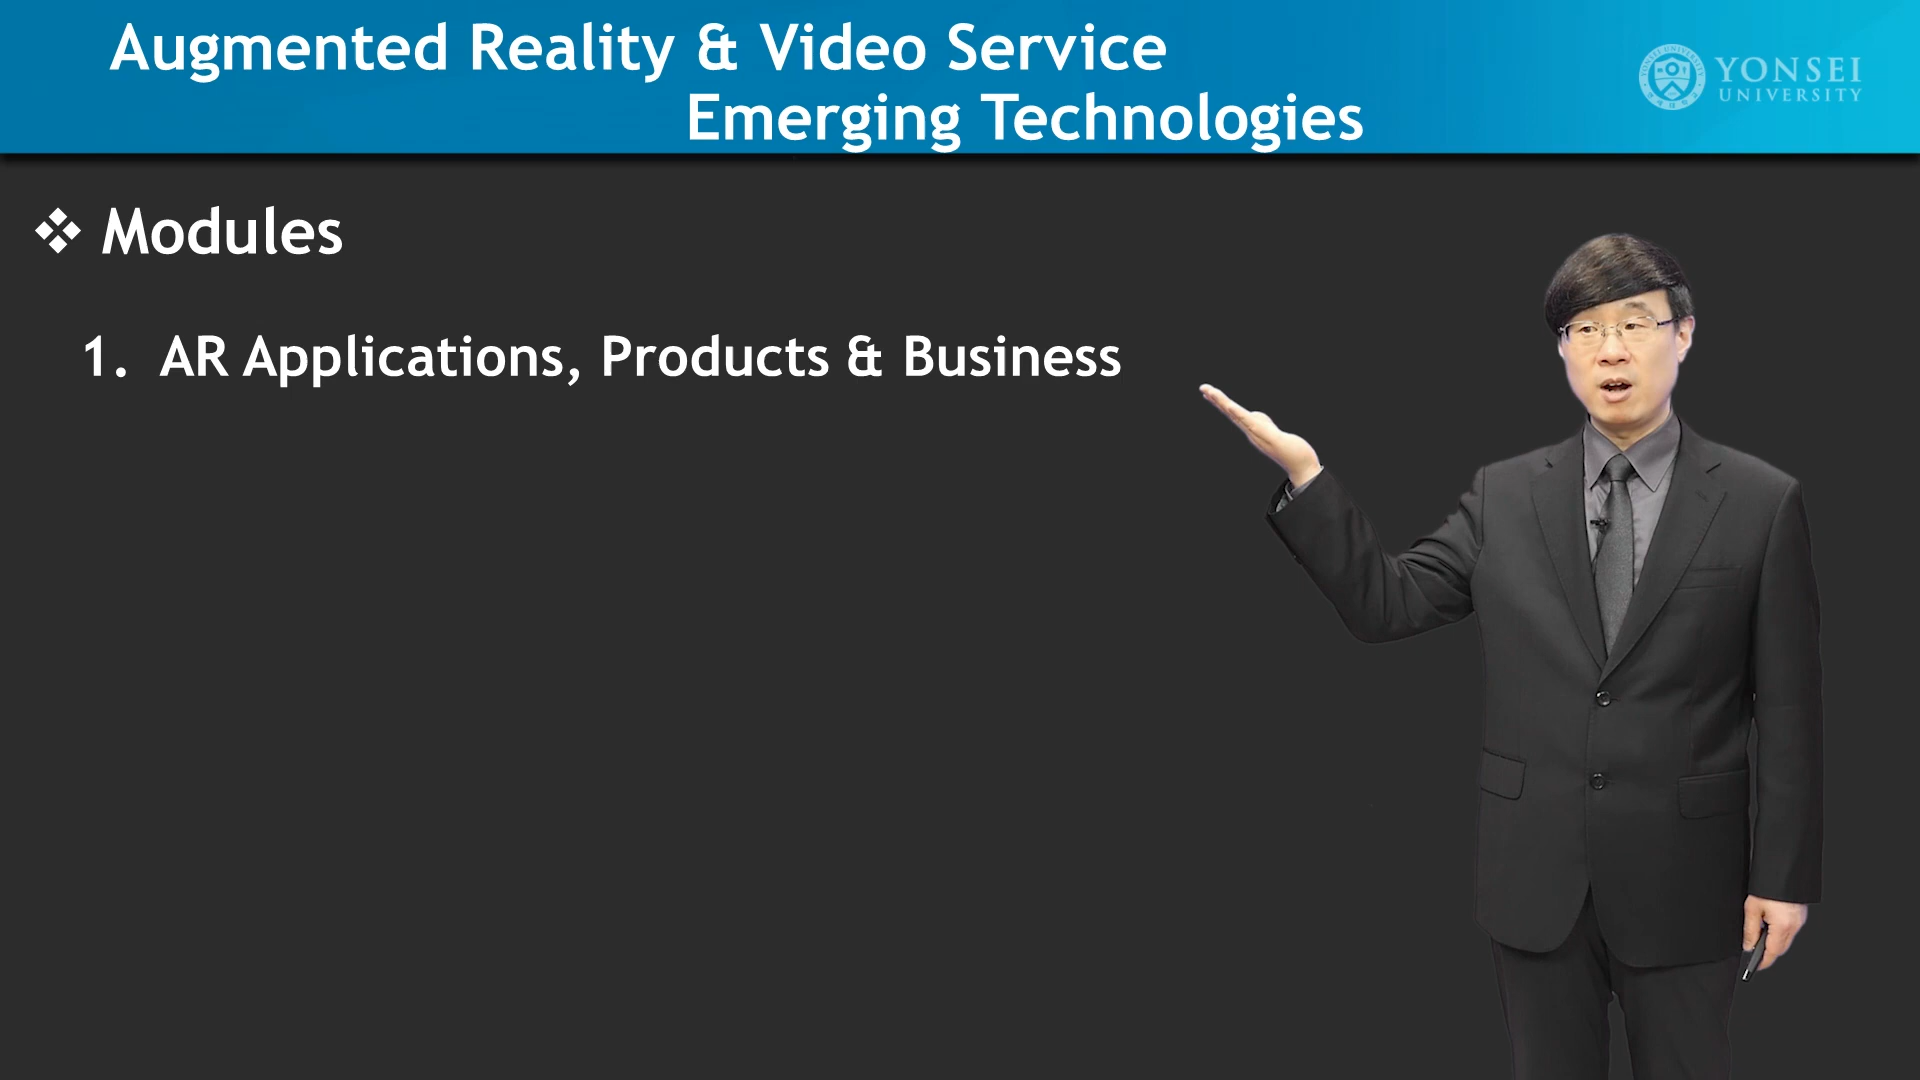 Augmented Reality & Video Service
Emerging Technologies
YONSEI
UNIVERSITY
❖ Modules
1. AR Applications, Products & Business